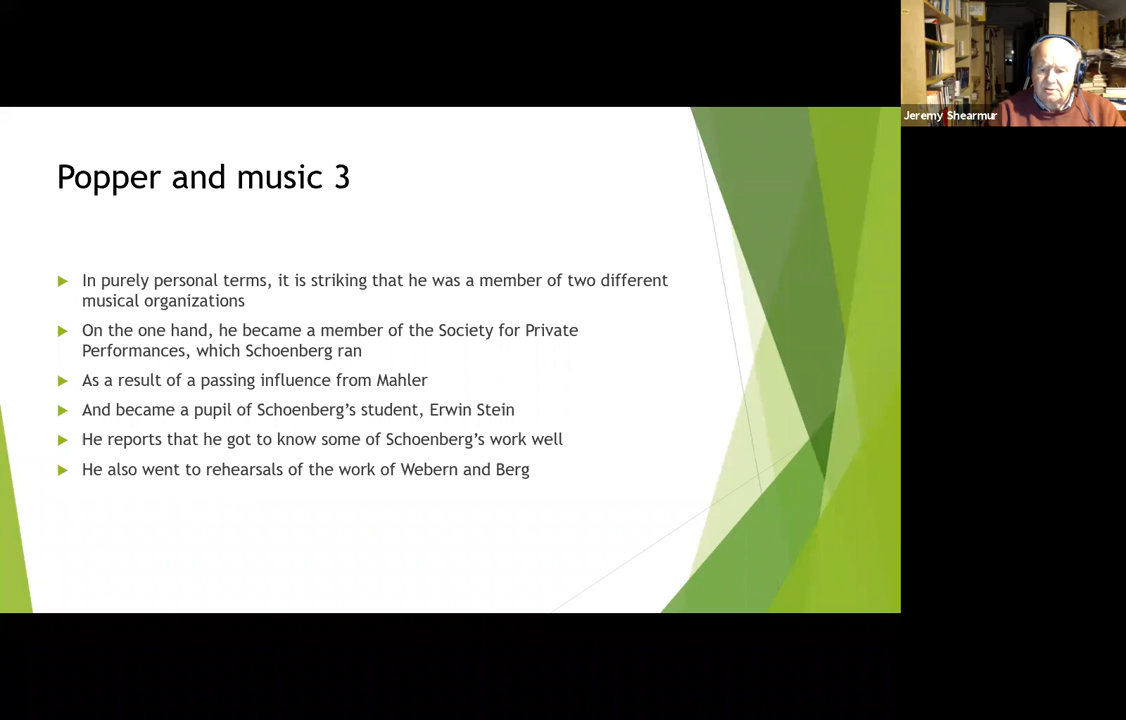 Jeremy Shearmur
Popper and music 3
In purely personal terms, it is striking that he was a member of two different
musical organizations
On the one hand, he became a member of the Society for Private
Performances, which Schoenberg ran
As a result of a passing influence from Mahler
And became a pupil of Schoenberg’s student, Erwin Stein
He reports that he got to know some of Schoenberg’s work well
He also went to rehearsals of the work of Webern and Berg